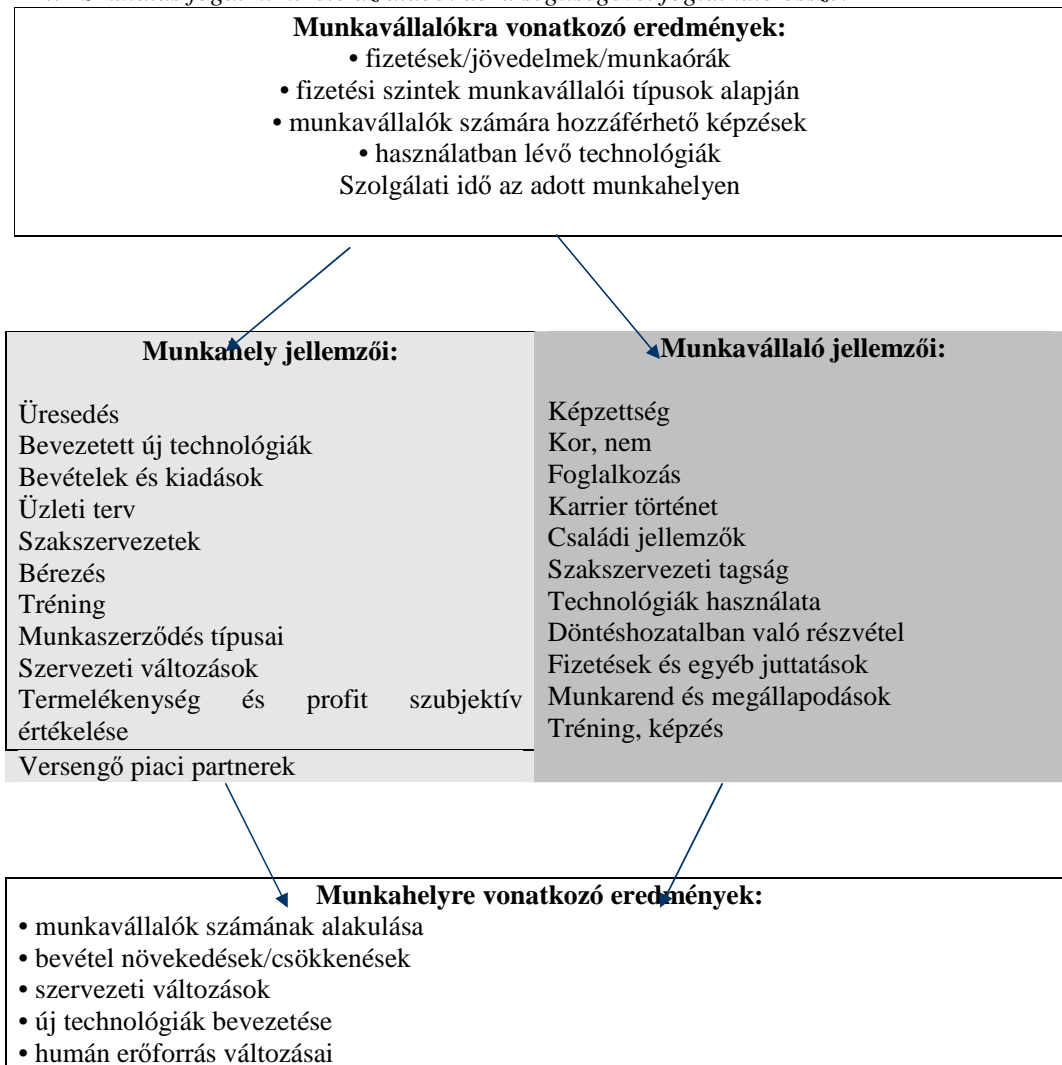 Munkavállalókra vonatkozó eredmények:
• fizetések/jövedelmek/munkaórák
• fizetési szintek munkavállalói típusok alapján
• munkavállalók számára hozzáférhető képzések
• használatban lévő technológiák
Szolgálati idő az adott munkahelyen
Munkahely jellemzői:
Üresedés
Bevezetett új technológiák
Bevételek és kiadások
Üzleti terv
Szakszervezetek
Bérezés
Tréning
Munkaszerződés típusai
Szervezeti változások
Termelékenység és profit szubjektív
értékelése
Versengő piaci partnerek
Munkavállaló jellemzői:
Képzettség
Kor, nem
Foglalkozás
Karrier történet
Családi jellemzők
Szakszervezeti tagság
Technológiák használata
Döntéshozatalban való részvétel
Fizetések és egyéb juttatások
Munkarend és megállapodások
Tréning, képzés
Munkahelyre vonatkozó eredmények:
• munkavállalók számának alakulása
• bevétel növekedések/csökkenések
• szervezeti változások
• új technológiák bevezetése
• humán erőforrás változásai